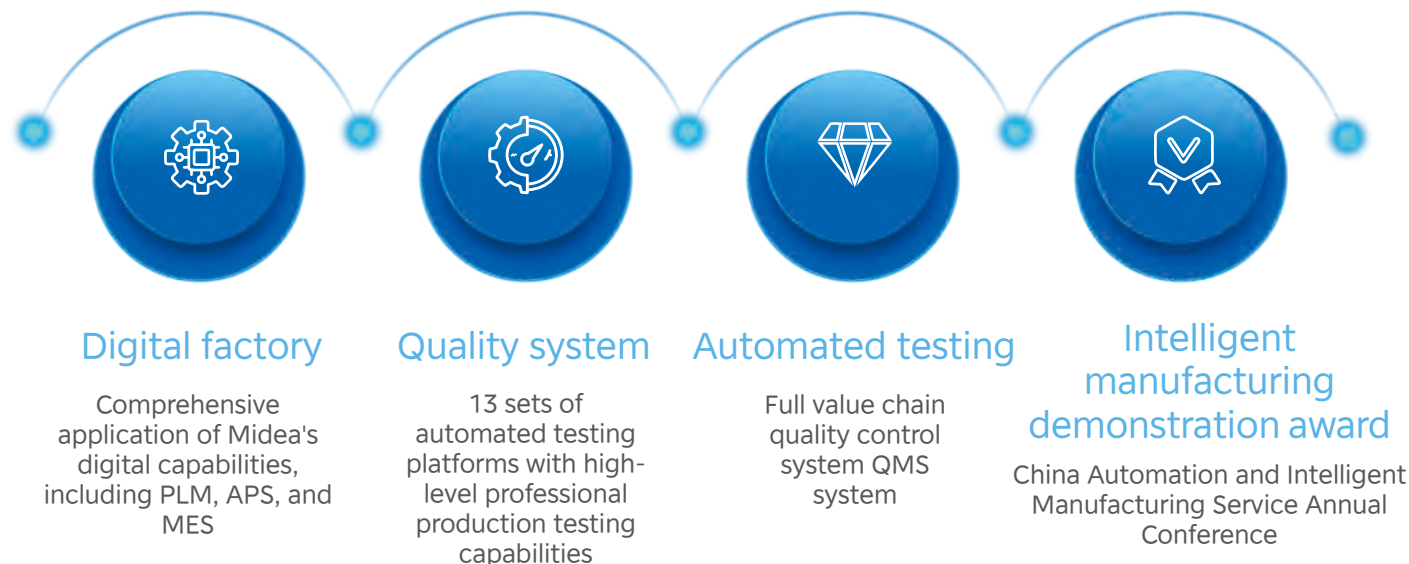 Digital factory
Comprehensive
application of Midea's
digital capabilities,
including PLM, APS, and
MES
Quality system
13 sets of
automated testing
platforms with high-
level professional
production testing
capabilities
Automated testing
Full value chain
quality control
system QMS
system
Intelligent
manufacturing
demonstration award
China Automation and Intelligent
Manufacturing Service Annual
Conference